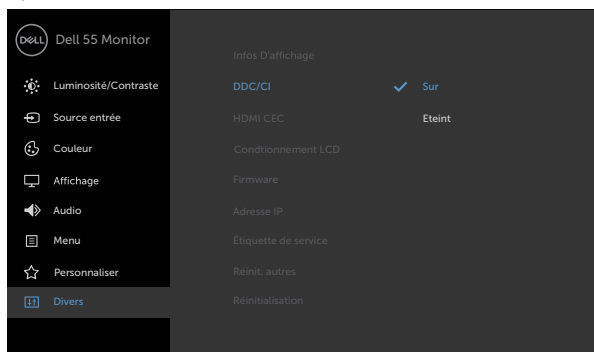 DELL
Dell 55 Monitor
Luminosité/Contraste
Source entrée
Couleur
Affichage
Audio
Menu
Personnaliser
Divers
Infos D'affichage
DDC/CI
Sur
HDMI CEC
Eteint
Condtionnement LCD
Firmware
Adresse IP
Étiquette de service
Réinit. autres
Réinitialisation